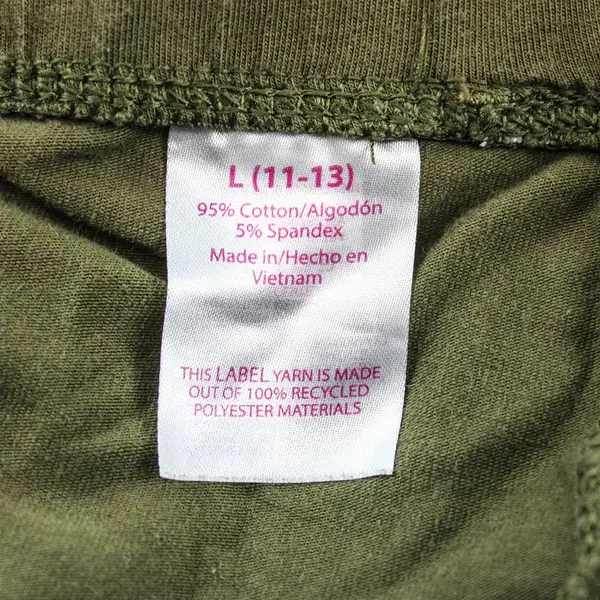 L (11-13)
95% Cotton/Algodón
5% Spandex
Made in/Hecho en
Vietnam
THIS LABEL YARN IS MADE
OUT OF 100% RECYCLED
POLYESTER MATERIALS